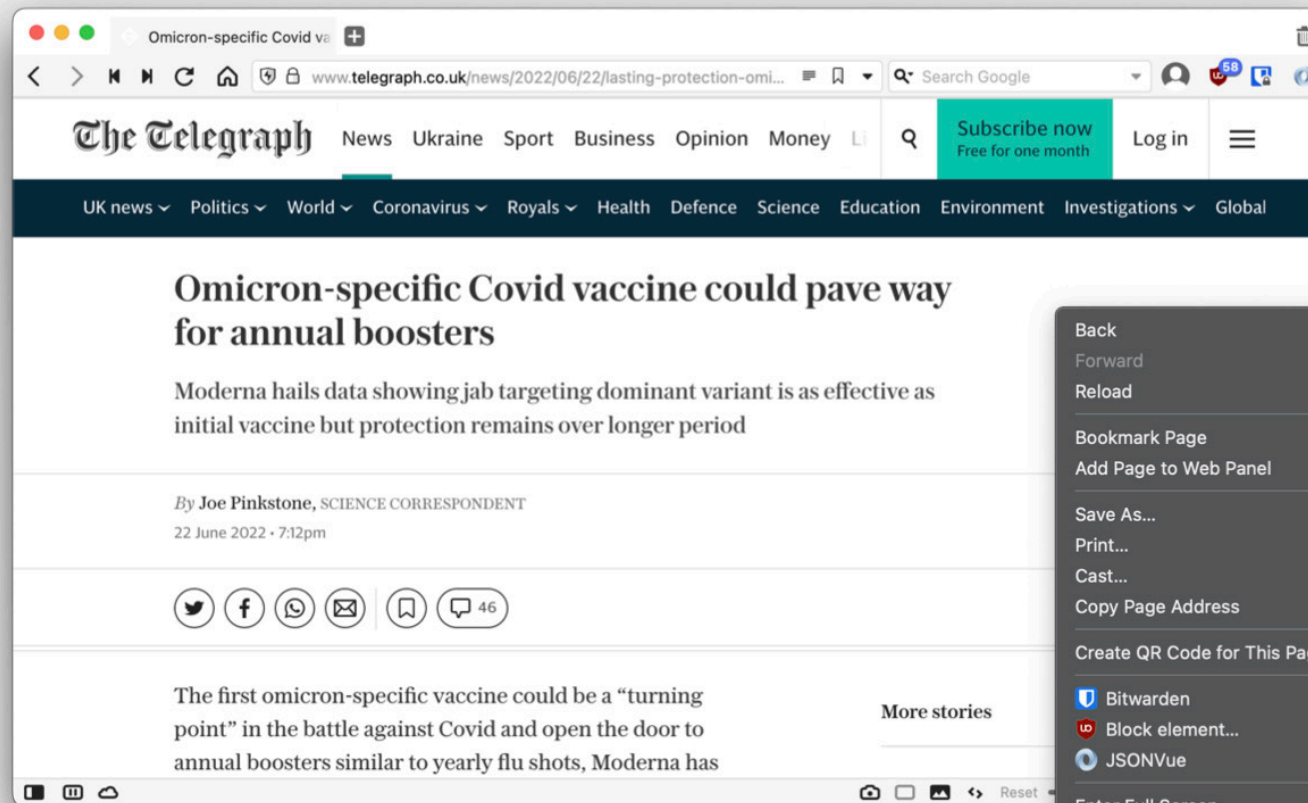 Omicron-specific Covid va
www.telegraph.co.uk/news/2022/06/22/lasting-protection-omi...
Search Google
58
The Telegraph
News Ukraine Sport Business Opinion Money Li
Subscribe now
Free for one month
Log in
UK news Politics World Coronavirus Royals Health Defence Science Education Environment Investigations Global
Omicron-specific Covid vaccine could pave way
for annual boosters
Moderna hails data showing jab targeting dominant variant is as effective as
initial vaccine but protection remains over longer period
By Joe Pinkstone, SCIENCE CORRESPONDENT
22 June 2022 • 7:12pm
46
The first omicron-specific vaccine could be a “turning
point” in the battle against Covid and open the door to
annual boosters similar to yearly flu shots, Moderna has
More stories
Back
Forward
Reload
Bookmark Page
Add Page to Web Panel
Save As...
Print...
Cast...
Copy Page Address
Create QR Code for This Pa
Bitwarden
Block element...
JSONVue
Enter Full Screen
Reset